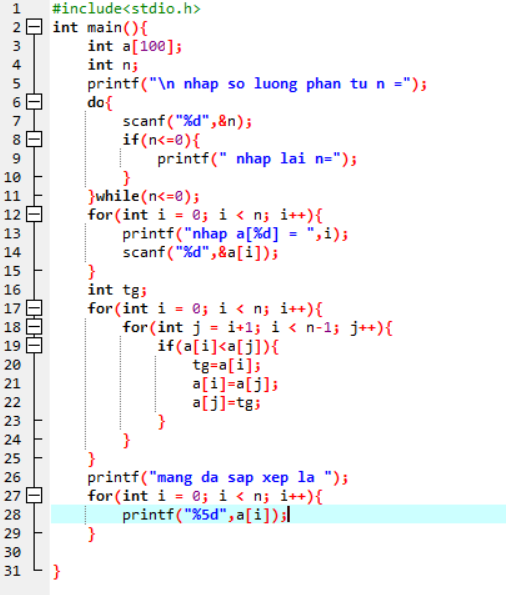 1 #include<stdio.h>
2 int main(){
3 int a[100];
4 int n;
5 printf("\n nhap so luong phan tu n =");
6 do{
7 scanf("%d",&n);
8 if(n<=0){
9 printf(" nhap lai n=");
10 }
11 }while(n<=0);
12 for(int i = 0; i < n; i++){
13 printf("nhap a[%d] = ",i);
14 scanf("%d",&a[i]);
15 }
16 int tg;
17 for(int i = 0; i < n; i++){
18 for(int j = i+1; i < n-1; j++){
19 if(a[i]<a[j]){
20 tg=a[i];
21 a[i]=a[j];
22 a[j]=tg;
23 }
24 }
25 }
26 printf("mang da sap xep la ");
27 for(int i = 0; i < n; i++){
28 printf("%5d",a[i]);
29 }
30
31 }